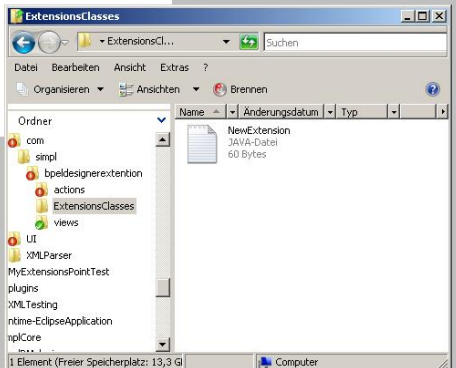 ExtensionsClasses
ExtensionsCl...
Suchen
Datei Bearbeiten Ansicht Extras ?
Organisieren Ansichten Brennen
Ordner
com
simpl
bpeldesignerextention
actions
ExtensionsClasses
views
UI
XMLParser
MyExtensionsPointTest
plugins
XMLTesting
ntime-EclipseApplication
mplCore
Name Änderungsdatum Typ
NewExtension
JAVA-Datei
60 Bytes
1 Element (Freier Speicherplatz: 13,3 G Computer